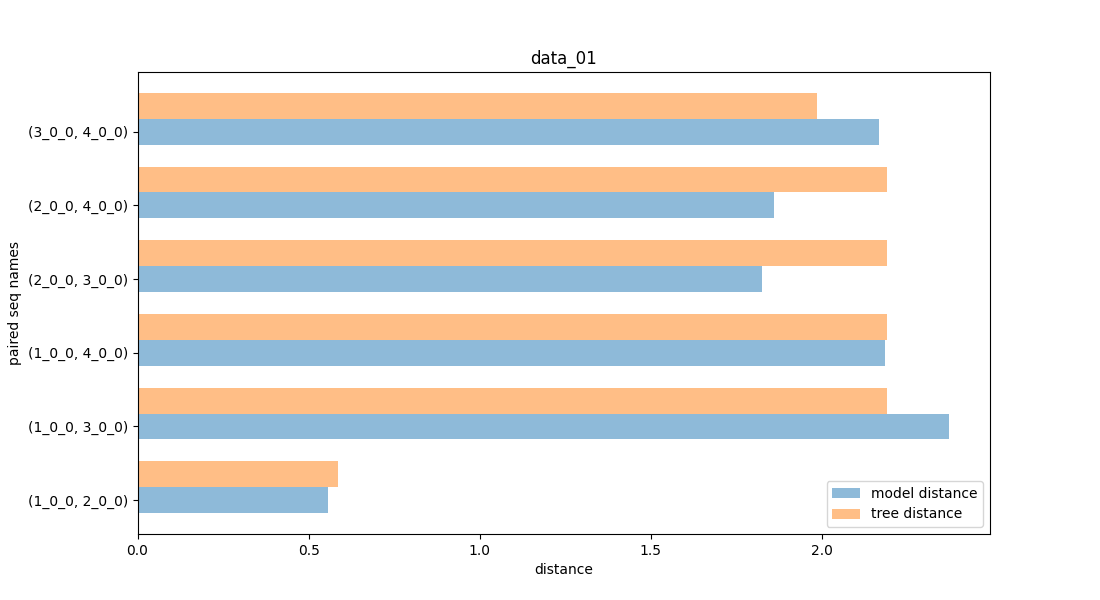 data_01
paired seq names
(3_0_0, 4_0_0)
(2_0_0, 4_0_0)
(2_0_0, 3_0_0)
(1_0_0, 4_0_0)
(1_0_0, 3_0_0)
(1_0_0, 2_0_0)
model distance
tree distance
0.0 0.5 1.0 1.5 2.0
distance